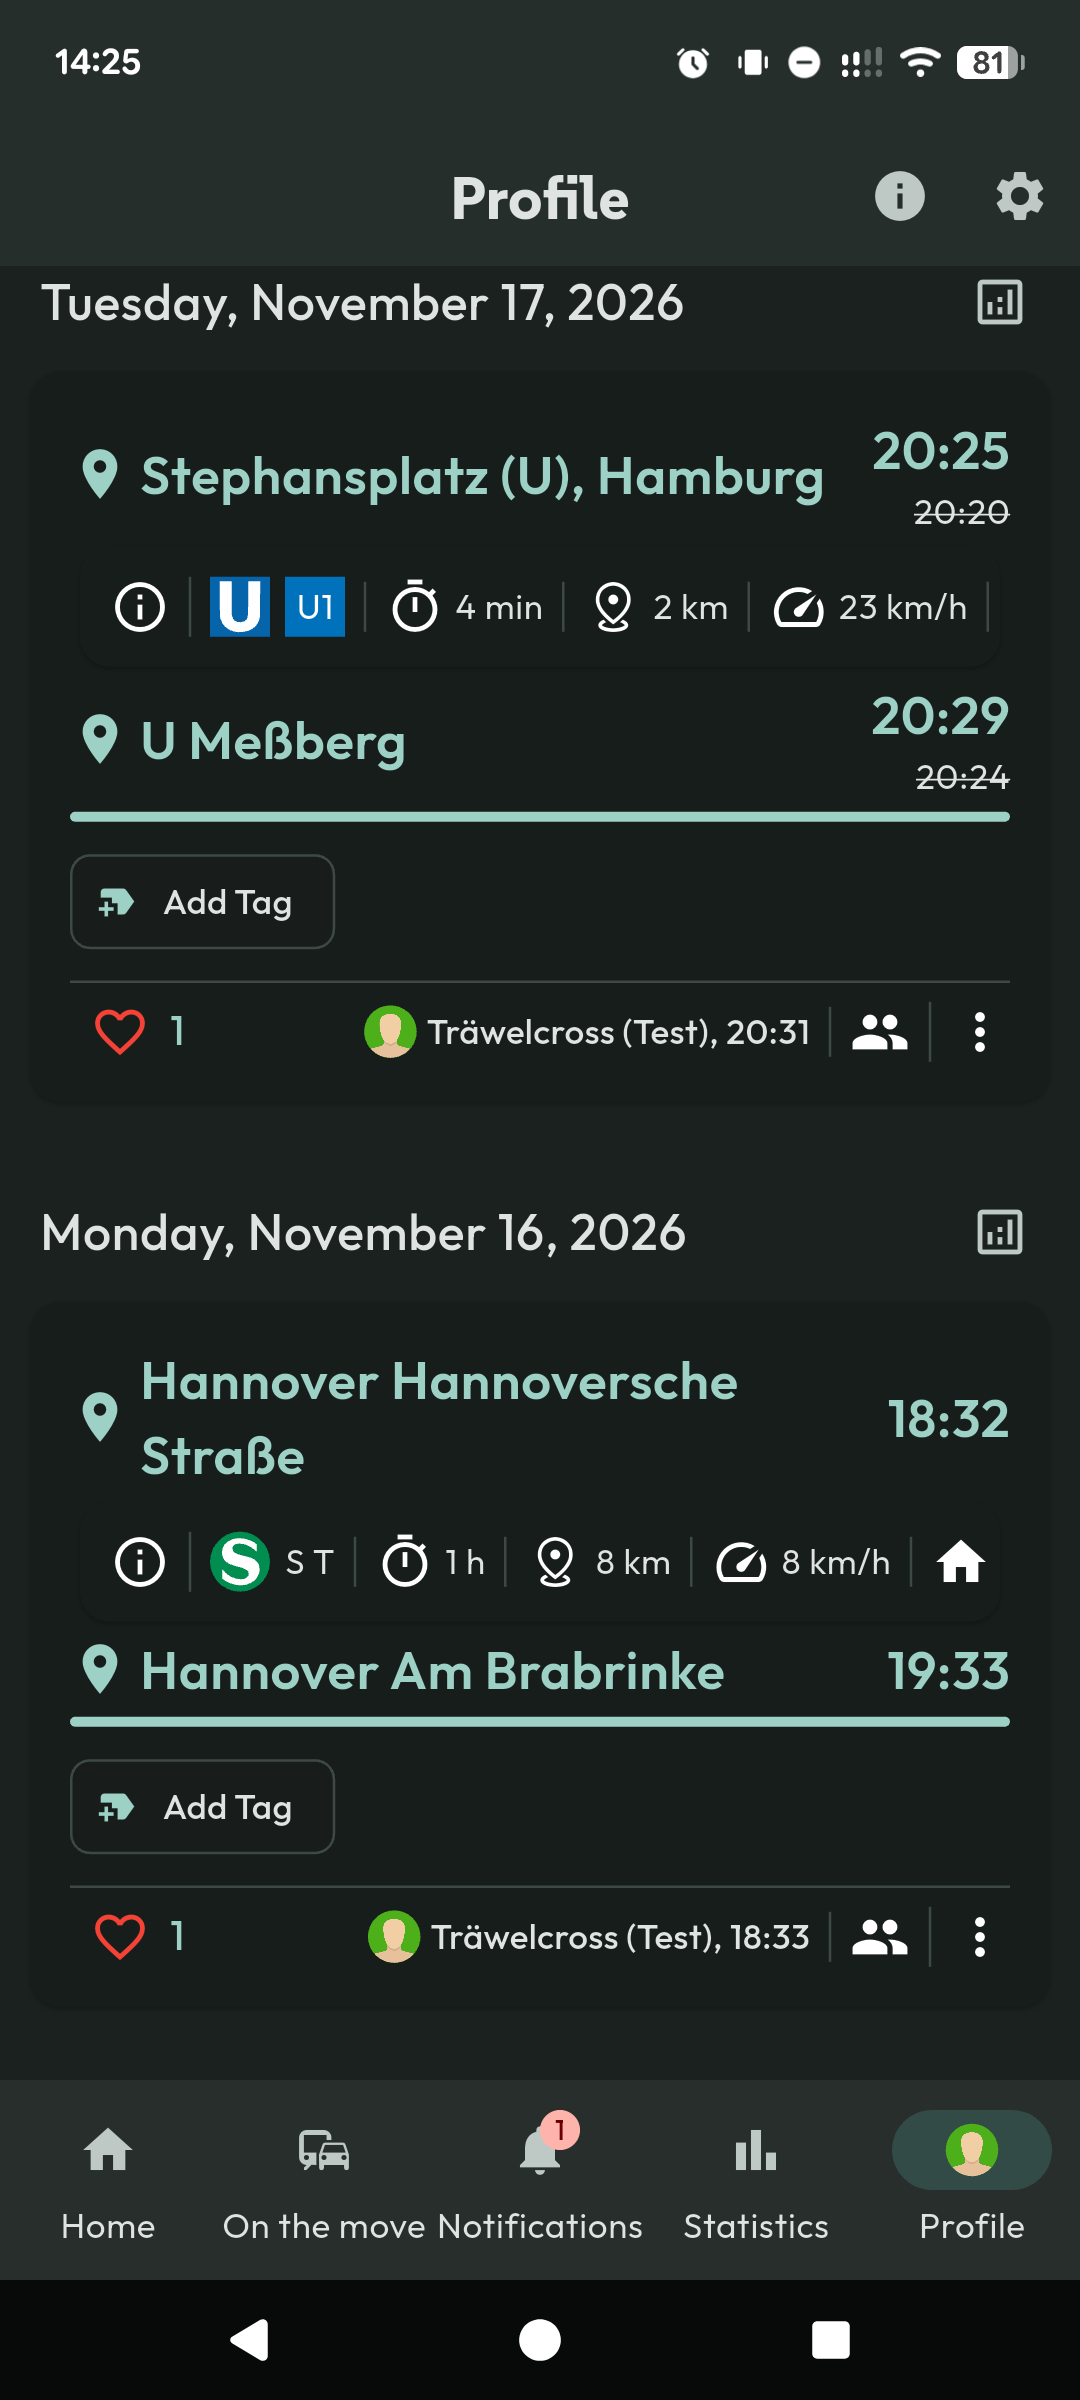 14:25
81
Profile
Tuesday, November 17, 2026
Stephansplatz (U), Hamburg
20:25
20:20
U U1 4 min 2 km 23 km/h
U Meßberg
20:29
20:24
Add Tag
1 Träwelcross (Test), 20:31
Monday, November 16, 2026
Hannover Hannoversche
Straße
18:32
S S T 1 h 8 km 8 km/h
Hannover Am Brabrinke 19:33
Add Tag
1 Träwelcross (Test), 18:33
1
Home On the move Notifications Statistics Profile